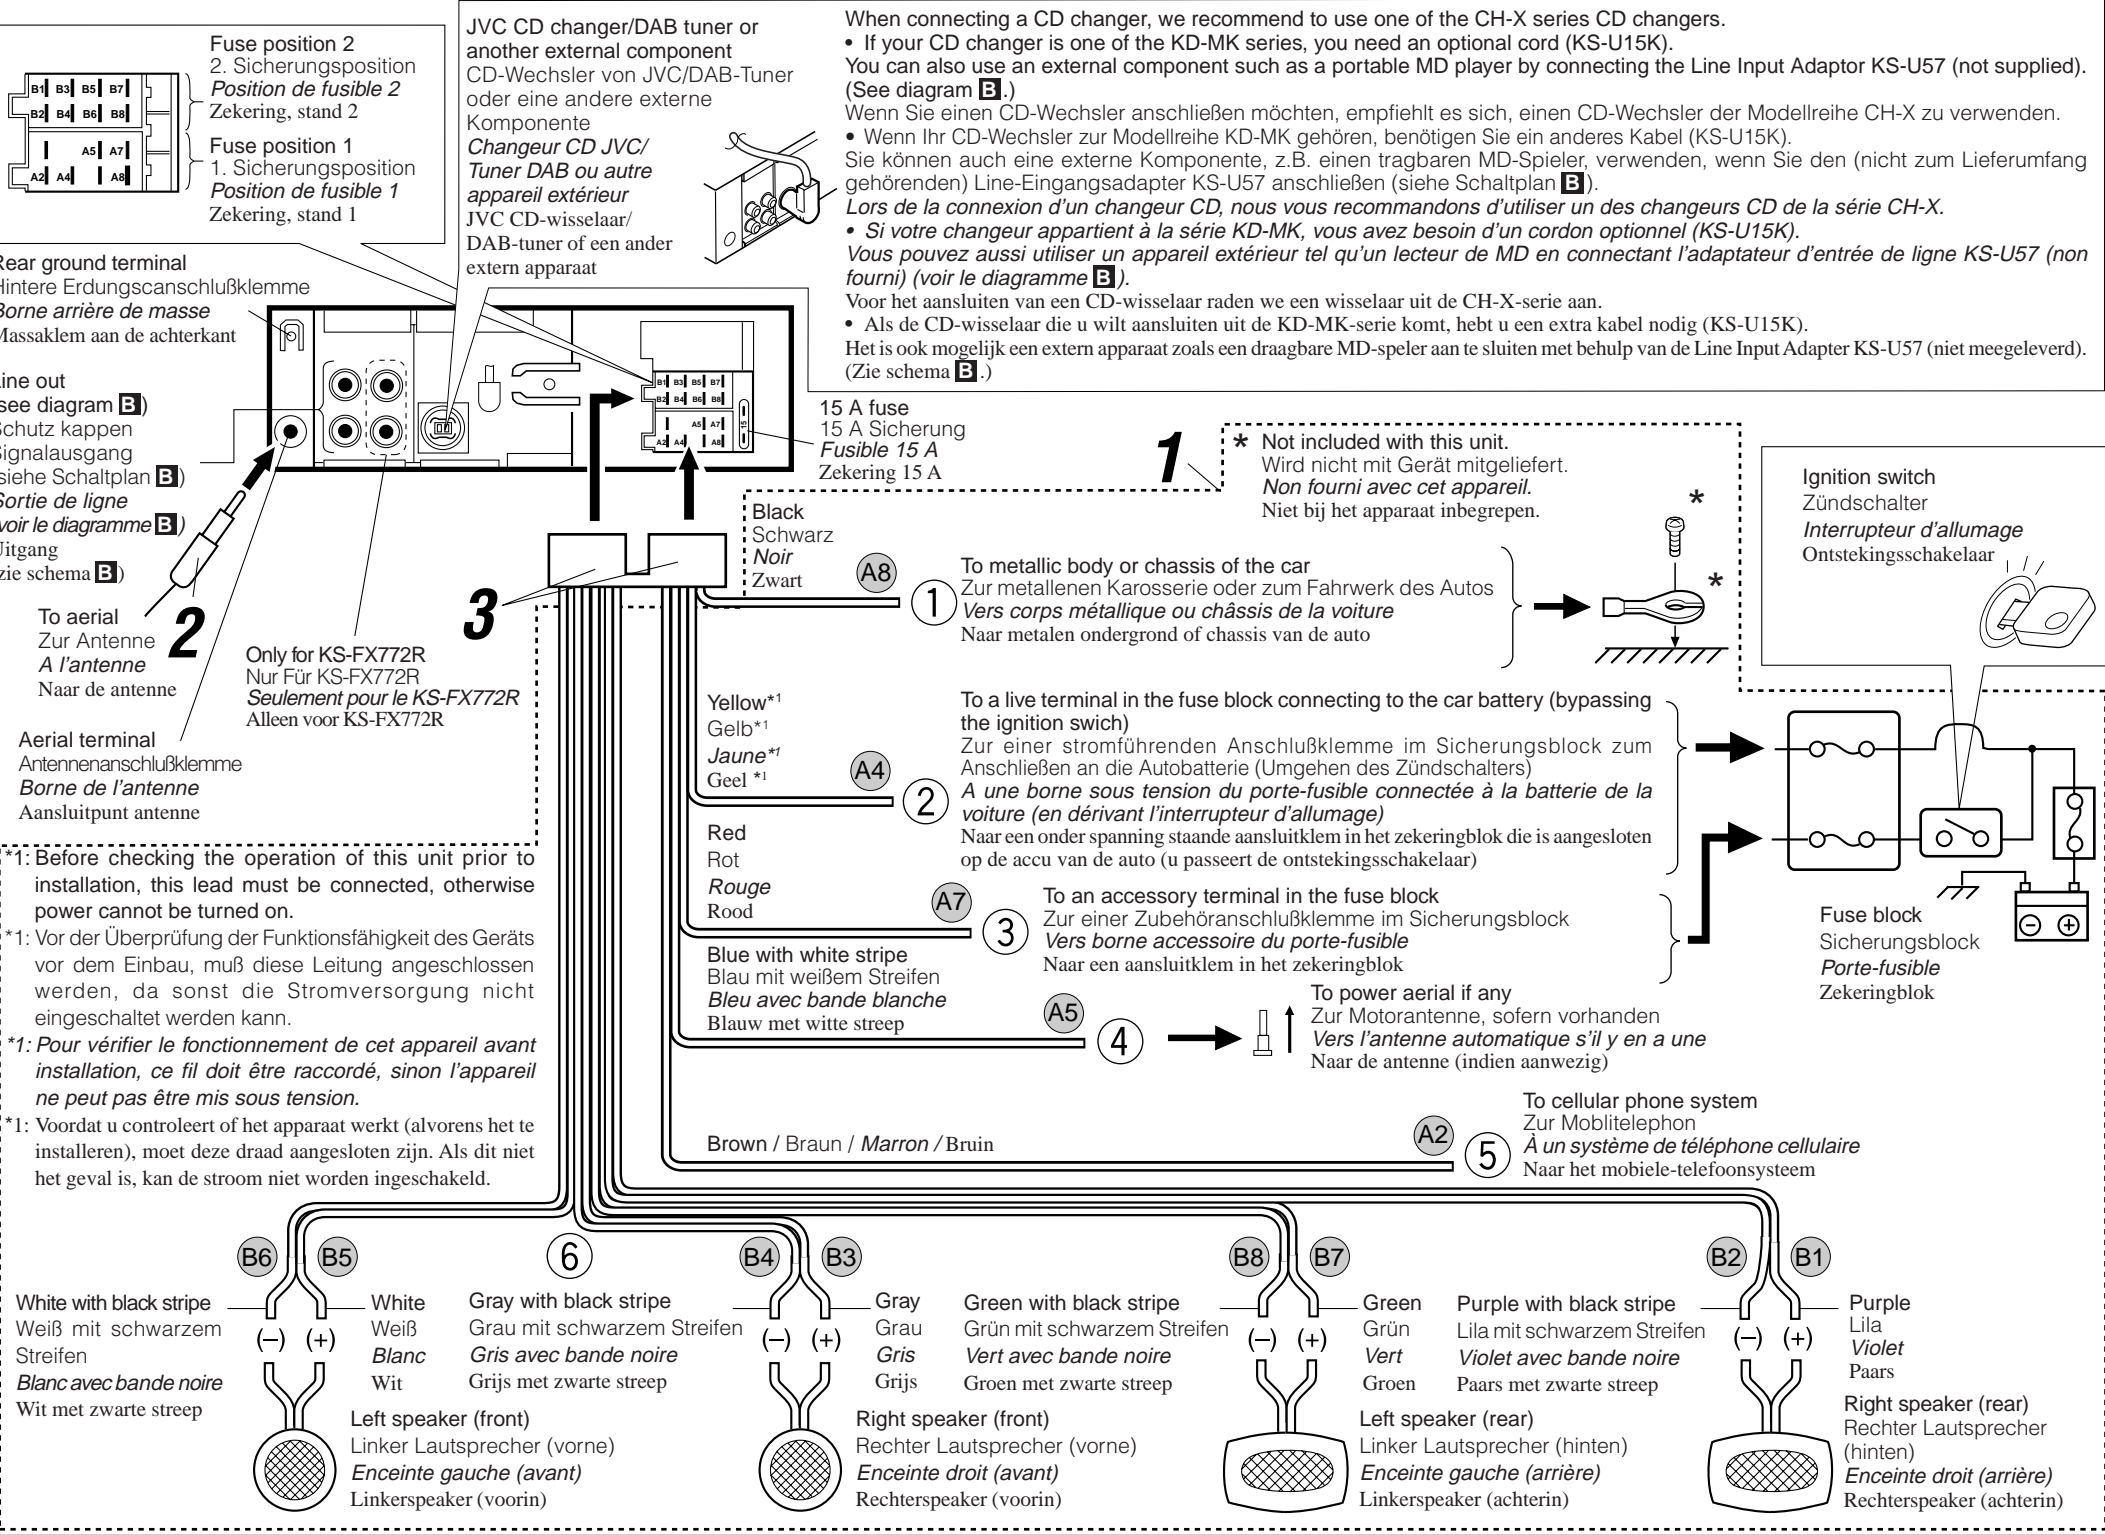 Fuse position 2
2. Sicherungsposition
Position de fusible 2
Zekering, stand 2
Fuse position 1
1. Sicherungsposition
Position de fusible 1
Zekering, stand 1
B1 B3 B5 B7
B2 B4 B6 B8
A5 A7
A2 A4 A8
JVC CD changer/DAB tuner or
another external component
CD-Wechsler von JVC/DAB-Tuner
oder eine andere externe
Komponente
Changeur CD JVC/
Tuner DAB ou autre
appareil extérieur
JVC CD-wisselaar/
DAB-tuner of een ander
extern apparaat
When connecting a CD changer, we recommend to use one of the CH-X series CD changers.
• If your CD changer is one of the KD-MK series, you need an optional cord (KS-U15K).
You can also use an external component such as a portable MD player by connecting the Line Input Adaptor KS-U57 (not supplied).
(See diagram B.)
Wenn Sie einen CD-Wechsler anschließen möchten, empfiehlt es sich, einen CD-Wechsler der Modellreihe CH-X zu verwenden.
• Wenn Ihr CD-Wechsler zur Modellreihe KD-MK gehören, benötigen Sie ein anderes Kabel (KS-U15K).
Sie können auch eine externe Komponente, z.B. einen tragbaren MD-Spieler, verwenden, wenn Sie den (nicht zum Lieferumfang
gehörenden) Line-Eingangsadapter KS-U57 anschließen (siehe Schaltplan B).
Lors de la connexion d'un changeur CD, nous vous recommandons d'utiliser un des changeurs CD de la série CH-X.
• Si votre changeur appartient à la série KD-MK, vous avez besoin d'un cordon optionnel (KS-U15K).
Vous pouvez aussi utiliser un appareil extérieur tel qu'un lecteur de MD en connectant l'adaptateur d'entrée de ligne KS-U57 (non
fourni) (voir le diagramme B).
Voor het aansluiten van een CD-wisselaar raden we een wisselaar uit de CH-X-serie aan.
• Als de CD-wisselaar die u wilt aansluiten uit de KD-MK-serie komt, hebt u een extra kabel nodig (KS-U15K).
Het is ook mogelijk een extern apparaat zoals een draagbare MD-speler aan te sluiten met behulp van de Line Input Adapter KS-U57 (niet meegeleverd).
(Zie schema B.)
Rear ground terminal
Hintere Erdungscanschlußklemme
Borne arrière de masse
Massaklem aan de achterkant
Line out
(see diagram B)
Schutz kappen
Signalausgang
(siehe Schaltplan B)
Sortie de ligne
(voir le diagramme B)
Uitgang
(zie schema B)
B1 B3 B5 B7
B2 B4 B6 B8
A5 A7
A2 A4 A8
15
15 A fuse
15 A Sicherung
Fusible 15 A
Zekering 15 A
1
* Not included with this unit.
Wird nicht mit Gerät mitgeliefert.
Non fourni avec cet appareil.
Niet bij het apparaat inbegrepen.
*
*
Ignition switch
Zündschalter
Interrupteur d'allumage
Ontstekingsschakelaar
To aerial
Zur Antenne
A l'antenne
Naar de antenne
2
Only for KS-FX772R
Nur Für KS-FX772R
Seulement pour le KS-FX772R
Alleen voor KS-FX772R
Aerial terminal
Antennenanschlußklemme
Borne de l'antenne
Aansluitpunt antenne
3
Black
Schwarz
Noir
Zwart
A8
1
To metallic body or chassis of the car
Zur metallenen Karosserie oder zum Fahrwerk des Autos
Vers corps métallique ou châssis de la voiture
Naar metalen ondergrond of chassis van de auto
Yellow*1
Gelb*1
Jaune*1
Geel *1
A4
2
To a live terminal in the fuse block connecting to the car battery (bypassing
the ignition swich)
Zur einer stromführenden Anschlußklemme im Sicherungsblock zum
Anschließen an die Autobatterie (Umgehen des Zündschalters)
A une borne sous tension du porte-fusible connectée à la batterie de la
voiture (en dérivant l'interrupteur d'allumage)
Naar een onder spanning staande aansluitklem in het zekeringblok die is aangesloten
op de accu van de auto (u passeert de ontstekingsschakelaar)
Red
Rot
Rouge
Rood
A7
3
To an accessory terminal in the fuse block
Zur einer Zubehöranschlußklemme im Sicherungsblock
Vers borne accessoire du porte-fusible
Naar een aansluitklem in het zekeringblok
Fuse block
Sicherungsblock
Porte-fusible
Zekeringblok
Blue with white stripe
Blau mit weißem Streifen
Bleu avec bande blanche
Blauw met witte streep
A5
4
To power aerial if any
Zur Motorantenne, sofern vorhanden
Vers l'antenne automatique s'il y en a une
Naar de antenne (indien aanwezig)
Brown / Braun / Marron / Bruin
A2
5
To cellular phone system
Zur Moblitelephon
À un système de téléphone cellulaire
Naar het mobiele-telefoonsysteem
*1: Before checking the operation of this unit prior to
installation, this lead must be connected, otherwise
power cannot be turned on.
*1: Vor der Überprüfung der Funktionsfähigkeit des Geräts
vor dem Einbau, muß diese Leitung angeschlossen
werden, da sonst die Stromversorgung nicht
eingeschaltet werden kann.
*1: Pour vérifier le fonctionnement de cet appareil avant
installation, ce fil doit être raccordé, sinon l'appareil
ne peut pas être mis sous tension.
*1: Voordat u controleert of het apparaat werkt (alvorens het te
installeren), moet deze draad aangesloten zijn. Als dit niet
het geval is, kan de stroom niet worden ingeschakeld.
6
B6 B5
White with black stripe
Weiß mit schwarzem
Streifen
Blanc avec bande noire
Wit met zwarte streep
(–) (+)
White
Weiß
Blanc
Wit
Left speaker (front)
Linker Lautsprecher (vorne)
Enceinte gauche (avant)
Linkerspeaker (voorin)
B4 B3
Gray with black stripe
Grau mit schwarzem Streifen
Gris avec bande noire
Grijs met zwarte streep
(–) (+)
Gray
Grau
Gris
Grijs
Right speaker (front)
Rechter Lautsprecher (vorne)
Enceinte droit (avant)
Rechterspeaker (voorin)
B8 B7
Green with black stripe
Grün mit schwarzem Streifen
Vert avec bande noire
Groen met zwarte streep
(–) (+)
Green
Grün
Vert
Groen
Left speaker (rear)
Linker Lautsprecher (hinten)
Enceinte gauche (arrière)
Linkerspeaker (achterin)
B2 B1
Purple with black stripe
Lila mit schwarzem Streifen
Violet avec bande noire
Paars met zwarte streep
(–) (+)
Purple
Lila
Violet
Paars
Right speaker (rear)
Rechter Lautsprecher
(hinten)
Enceinte droit (arrière)
Rechterspeaker (achterin)